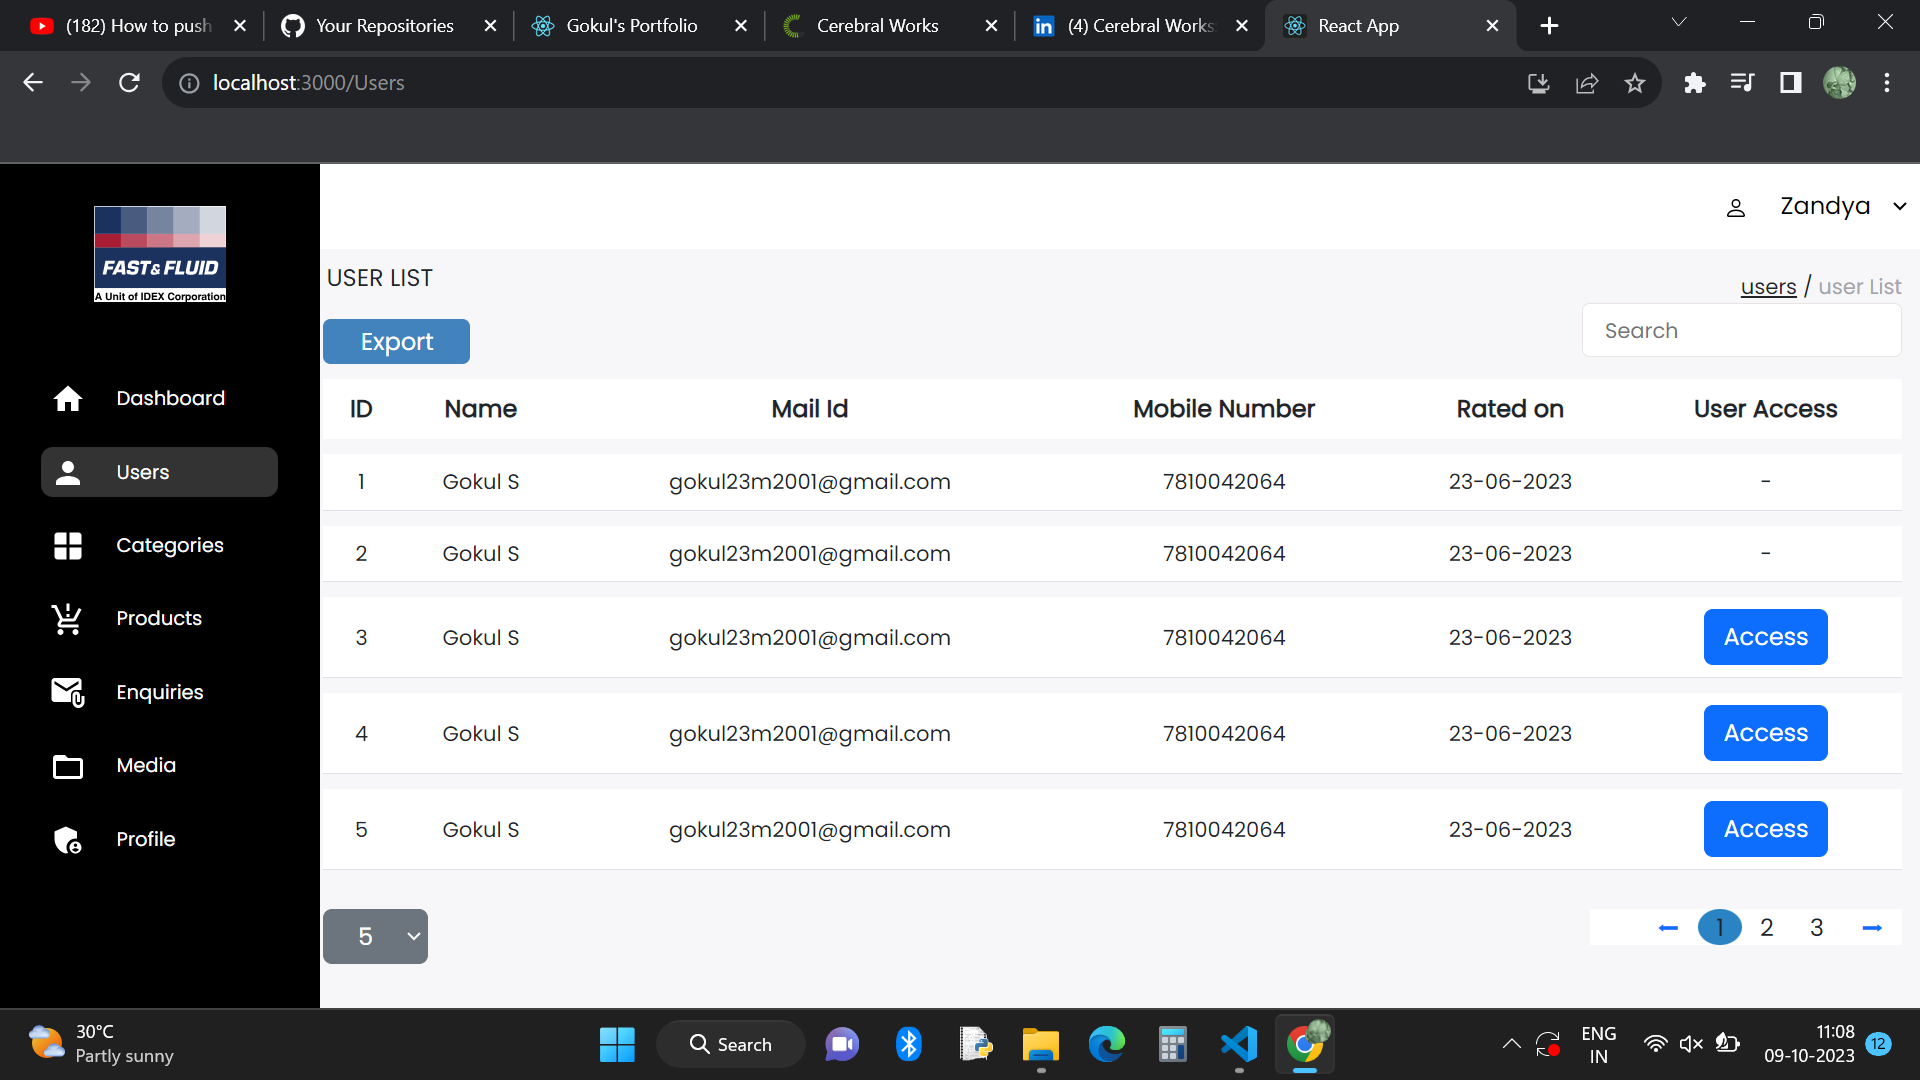 (182) How to push
Your Repositories
Gokul's Portfolio
Cerebral Works
(4) Cerebral Works
React App
localhost:3000/Users
FAST & FLUID
A Unit of IDEX Corporation
Zandya
USER LIST
users / user List
Export
Search
Dashboard
Users
Categories
Products
Enquiries
Media
Profile
ID Name Mail Id Mobile Number Rated on User Access
1 Gokul S gokul23m2001@gmail.com 7810042064 23-06-2023 -
2 Gokul S gokul23m2001@gmail.com 7810042064 23-06-2023 -
3 Gokul S gokul23m2001@gmail.com 7810042064 23-06-2023 Access
4 Gokul S gokul23m2001@gmail.com 7810042064 23-06-2023 Access
5 Gokul S gokul23m2001@gmail.com 7810042064 23-06-2023 Access
5
1 2 3
30°C
Partly sunny
Search
ENG
IN
11:08
09-10-2023
12